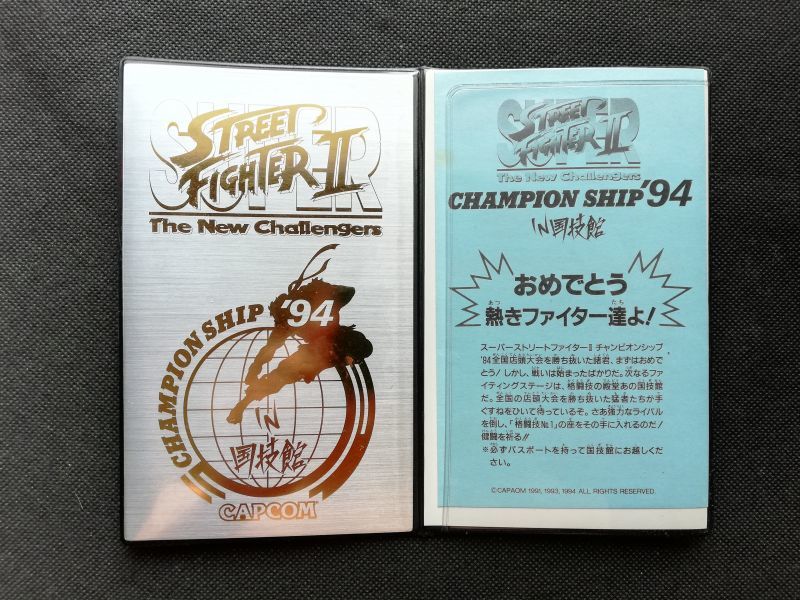 SUPER
STREET
FIGHTER II
The New Challengers
CHAMPION SHIP '94
IN
国技館
CAPCOM
SUPER
STREET
FIGHTER II
The New Challengers
CHAMPION SHIP '94
IN国技館
おめでとう
熱きファイター達よ!
スーパーストリートファイターⅡ チャンピオンシップ
'94全国店頭大会を勝ち抜いた諸君、まずはおめで
とう! しかし、戦いは始まったばかりだ。次なるファ
イティングステージは、格闘技の殿堂あの国技館
だ。全国の店頭大会を勝ち抜いた猛者たちが手
ぐすねをひいて待っているぞ。さあ強力なライバル
を倒し、「格闘技No.1」の座をその手に入れるのだ!
健闘を祈る!!
※必ずパスポートを持って国技館にお越しくだ
さい。
©CAPAOM 1991, 1993, 1994 ALL RIGHTS RESERVED.